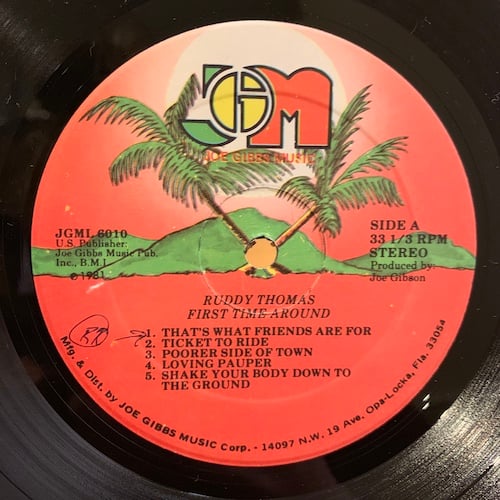 JGM
JOE GIBBS MUSIC
JGML 6010
U.S. Publisher:
Joe Gibbs Music Pub.
Inc., B.M.I.
℗ 1981
SIDE A
33 1/3 RPM
STEREO
Produced by:
Joe Gibson
RUDDY THOMAS
FIRST TIME AROUND
1. THAT'S WHAT FRIENDS ARE FOR
2. TICKET TO RIDE
3. POORER SIDE OF TOWN
4. LOVING PAUPER
5. SHAKE YOUR BODY DOWN TO
THE GROUND
Mfg. & Dist. by JOE GIBBS MUSIC Corp. - 14097 N.W. 19 Ave. Opa-Locka, Fla. 33054